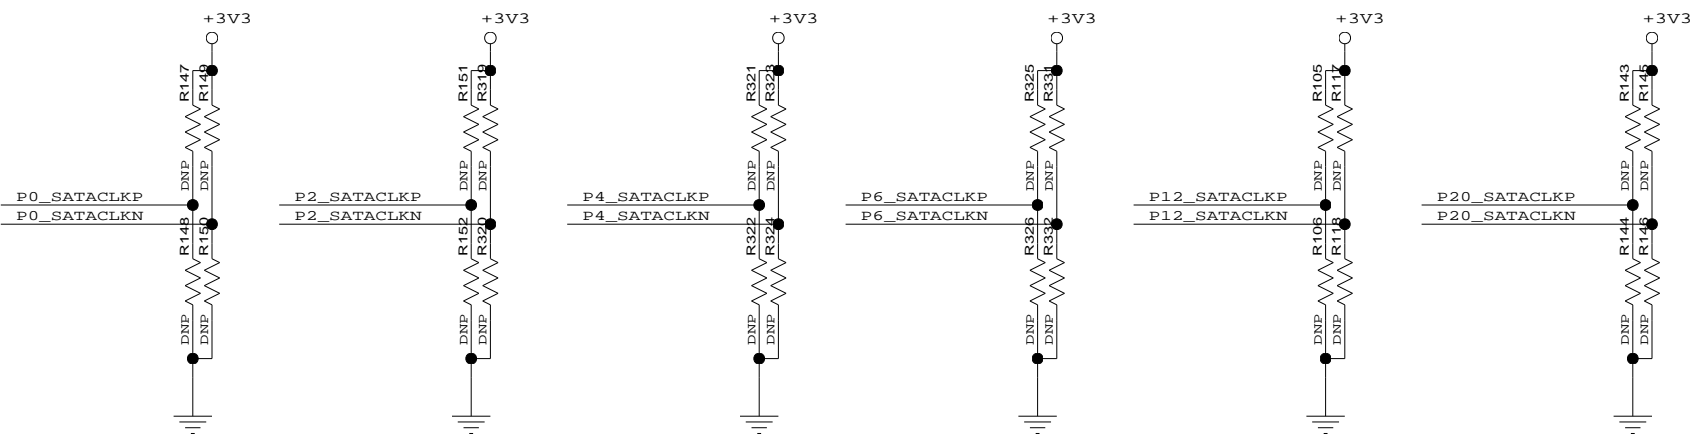 +3V3 +3V3 +3V3 +3V3 +3V3 +3V3
R147 R149 R151 R319 R321 R323 R325 R331 R105 R117 R143 R145
DNP DNP DNP DNP DNP DNP DNP DNP DNP DNP DNP DNP
P0_SATACLKP P2_SATACLKP P4_SATACLKP P6_SATACLKP P12_SATACLKP P20_SATACLKP
P0_SATACLKN P2_SATACLKN P4_SATACLKN P6_SATACLKN P12_SATACLKN P20_SATACLKN
R148 R150 R152 R320 R322 R324 R326 R332 R106 R118 R144 R146
DNP DNP DNP DNP DNP DNP DNP DNP DNP DNP DNP DNP